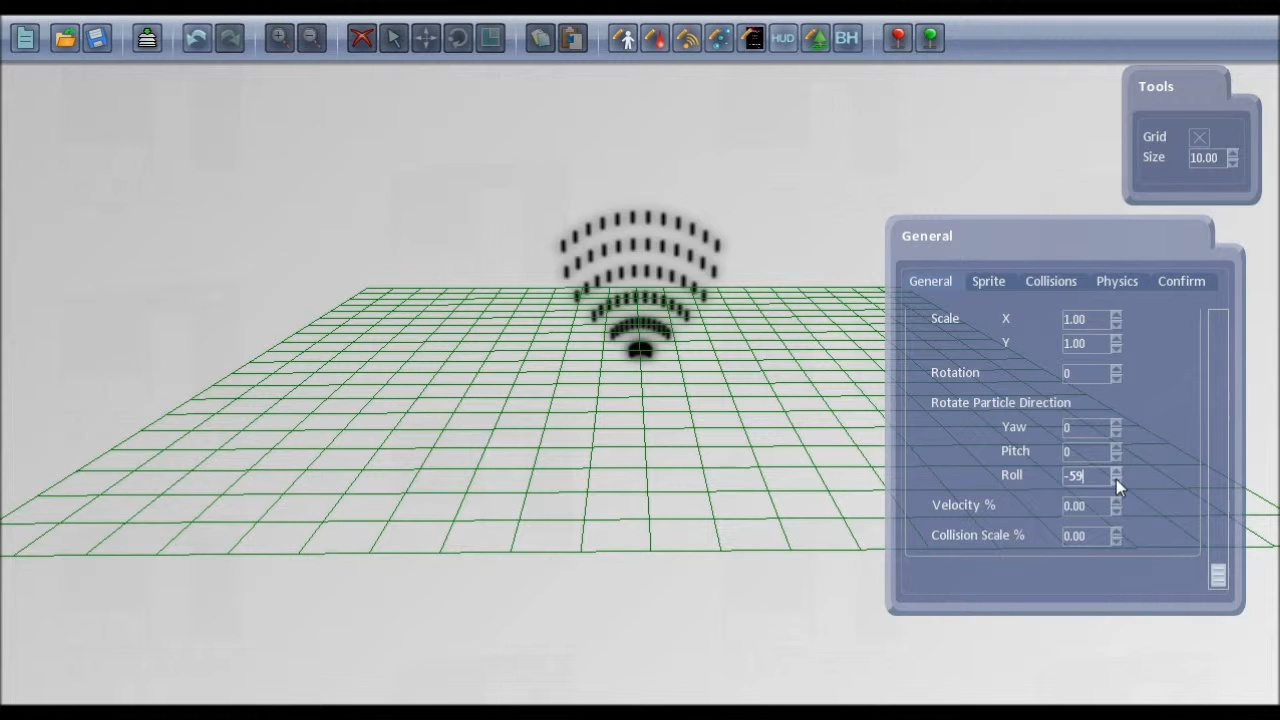 HUD
BH
Tools
Grid
Size 10.00
General
General Sprite Collisions Physics Confirm
Scale X 1.00
Y 1.00
Rotation 0
Rotate Particle Direction
Yaw 0
Pitch 0
Roll -59
Velocity % 0.00
Collision Scale % 0.00